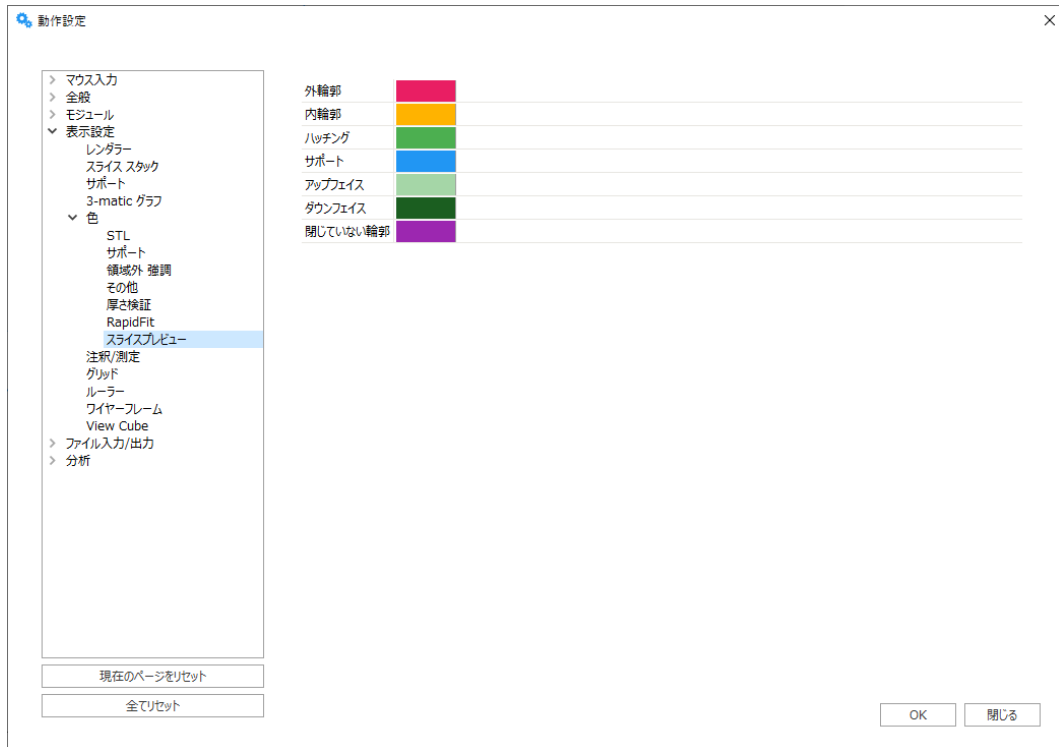 動作設定
マウス入力
全般
モジュール
表示設定
レンダラー
スライス スタック
サポート
3-matic グラフ
色
STL
サポート
領域外 強調
その他
厚さ検証
RapidFit
スライスプレビュー
注釈/測定
グリッド
ルーラー
ワイヤーフレーム
View Cube
ファイル入力/出力
分析
現在のページをリセット
全てリセット
外輪郭
内輪郭
ハッチング
サポート
アップフェイス
ダウンフェイス
閉じていない輪郭
OK
閉じる